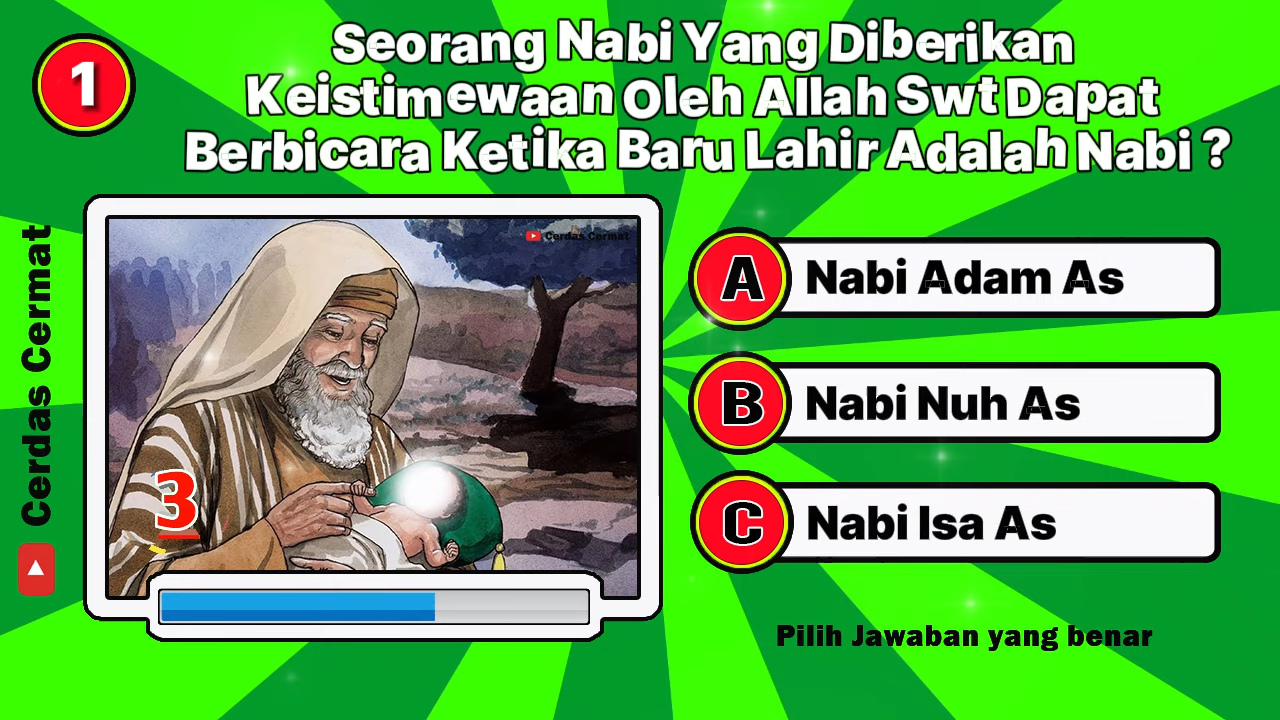 1
Seorang Nabi Yang Diberikan
Keistimewaan Oleh Allah Swt Dapat
Berbicara Ketika Baru Lahir Adalah Nabi ?
Cerdas Cermat
Cerdas Cermat
3
A Nabi Adam As
B Nabi Nuh As
C Nabi Isa As
Pilih Jawaban yang benar